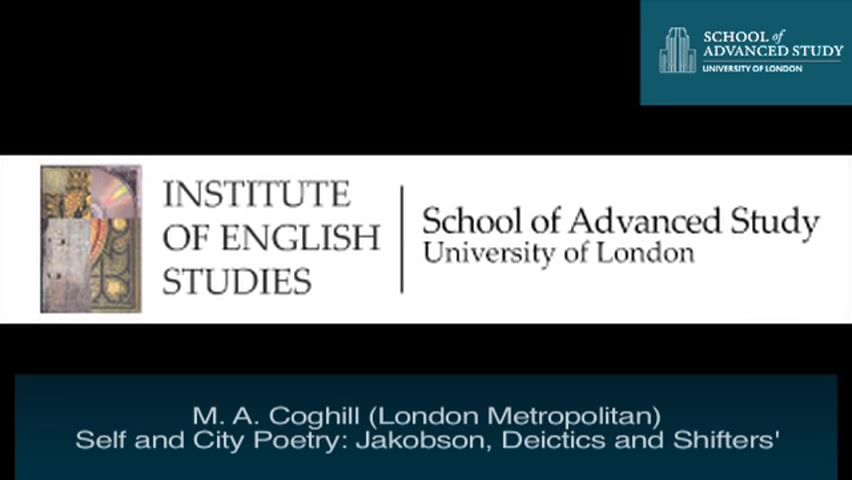 SCHOOL of
ADVANCED STUDY
UNIVERSITY OF LONDON
INSTITUTE
OF ENGLISH
STUDIES
School of Advanced Study
University of London
M. A. Coghill (London Metropolitan)
Self and City Poetry: Jakobson, Deictics and Shifters'